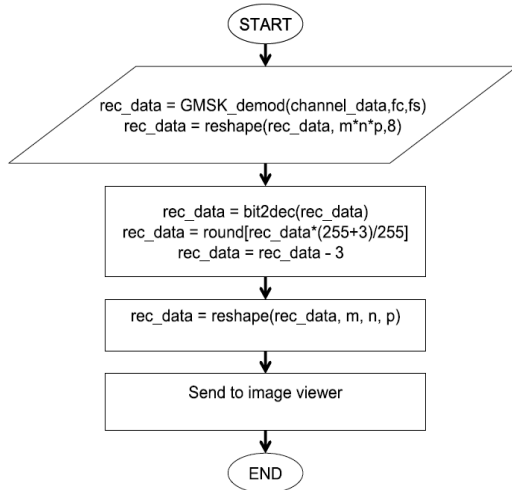 START
rec_data = GMSK_demod(channel_data,fc,fs)
rec_data = reshape(rec_data, m*n*p,8)
rec_data = bit2dec(rec_data)
rec_data = round[rec_data*(255+3)/255]
rec_data = rec_data - 3
rec_data = reshape(rec_data, m, n, p)
Send to image viewer
END